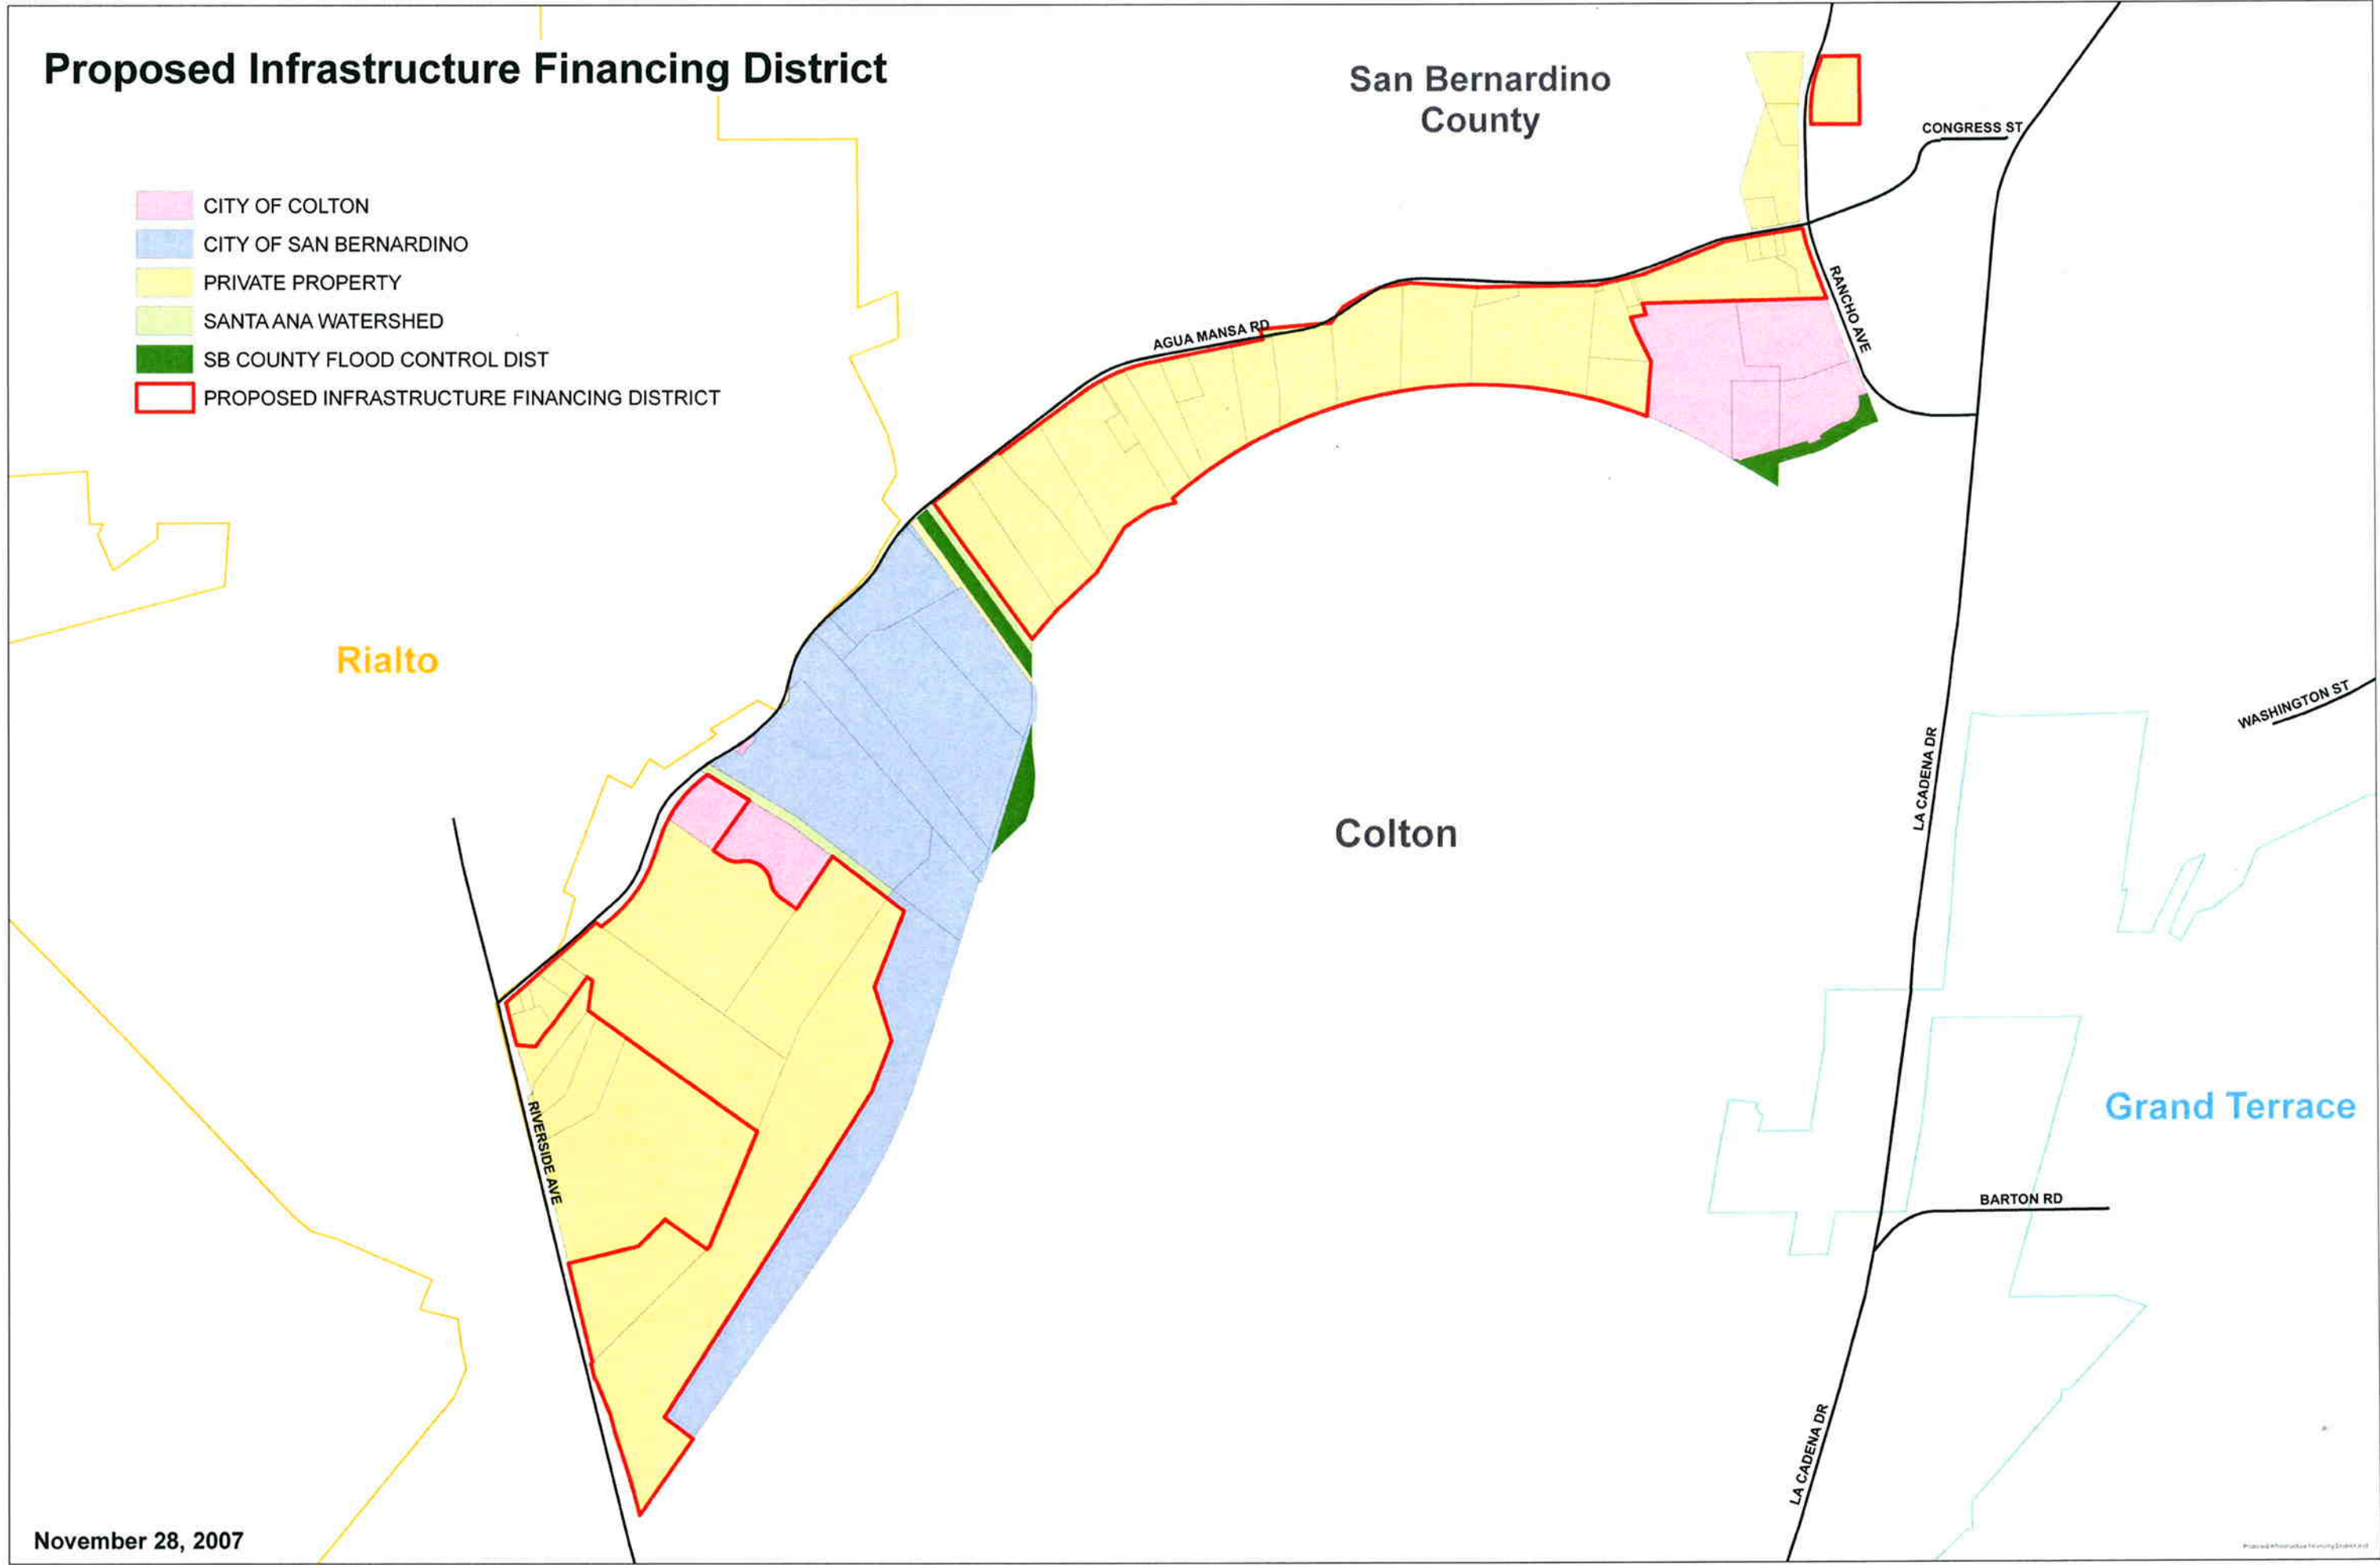 Proposed Infrastructure Financing District
San Bernardino
County
CONGRESS ST
CITY OF COLTON
CITY OF SAN BERNARDINO
PRIVATE PROPERTY
SANTA ANA WATERSHED
SB COUNTY FLOOD CONTROL DIST
PROPOSED INFRASTRUCTURE FINANCING DISTRICT
RANCHO AVE
AGUA MANSA RD
Rialto
WASHINGTON ST
LA CADENA DR
Colton
Grand Terrace
RIVERSIDE AVE
BARTON RD
LA CADENA DR
November 28, 2007